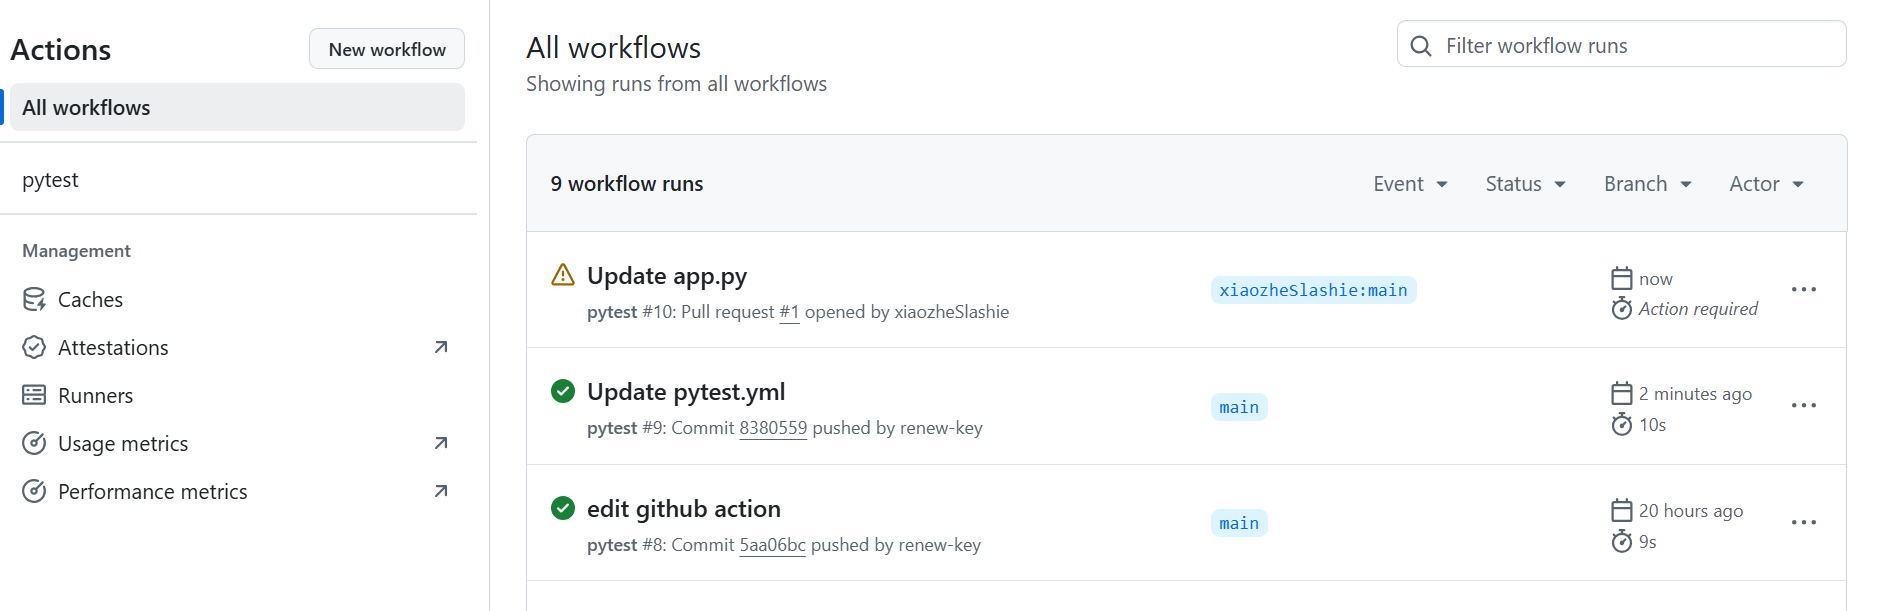 Actions
New workflow
All workflows
pytest
Management
Caches
Attestations
Runners
Usage metrics
Performance metrics
All workflows
Showing runs from all workflows
Filter workflow runs
9 workflow runs
Event Status Branch Actor
Update app.py
pytest #10: Pull request #1 opened by xiaozheSlashie
xiaozheSlashie:main
now
Action required
Update pytest.yml
pytest #9: Commit 8380559 pushed by renew-key
main
2 minutes ago
10s
edit github action
pytest #8: Commit 5aa06bc pushed by renew-key
main
20 hours ago
9s